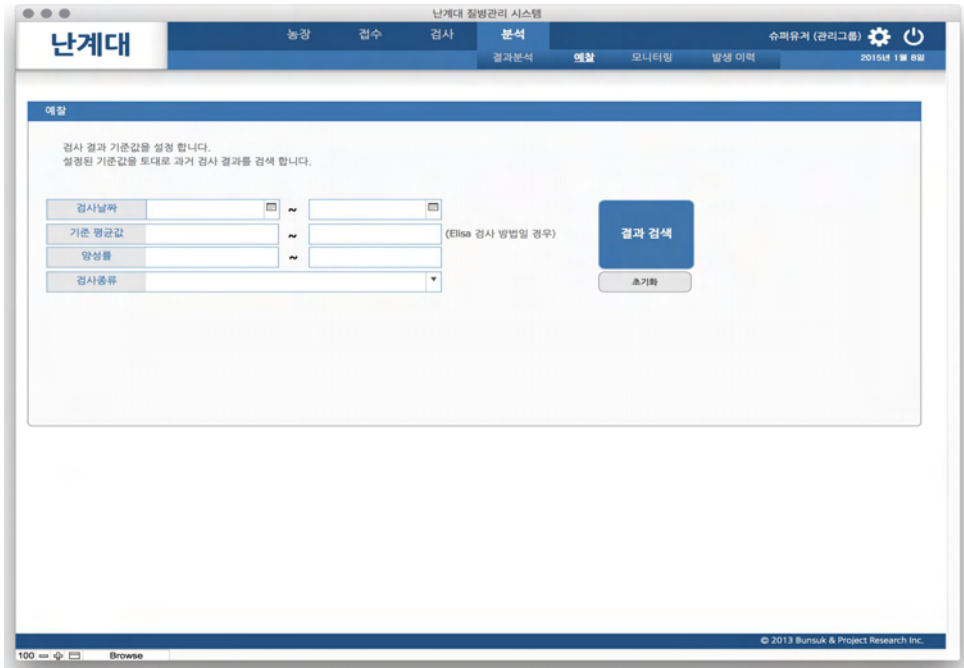 난계대 질병관리 시스템
난계대
농장 접수 검사 분석
슈퍼유저 (관리그룹)
결과분석 예찰 모니터링 발생 이력
2015년 1월 8일
예찰
검사 결과 기준값을 설정 합니다.
설정된 기준값을 토대로 과거 검사 결과를 검색 합니다.
검사날짜 ~
기준 평균값 ~ (Elisa 검사 방법일 경우)
양성률 ~
검사종류
결과 검색
초기화
© 2013 Bunsuk & Project Research Inc.
100 Browse